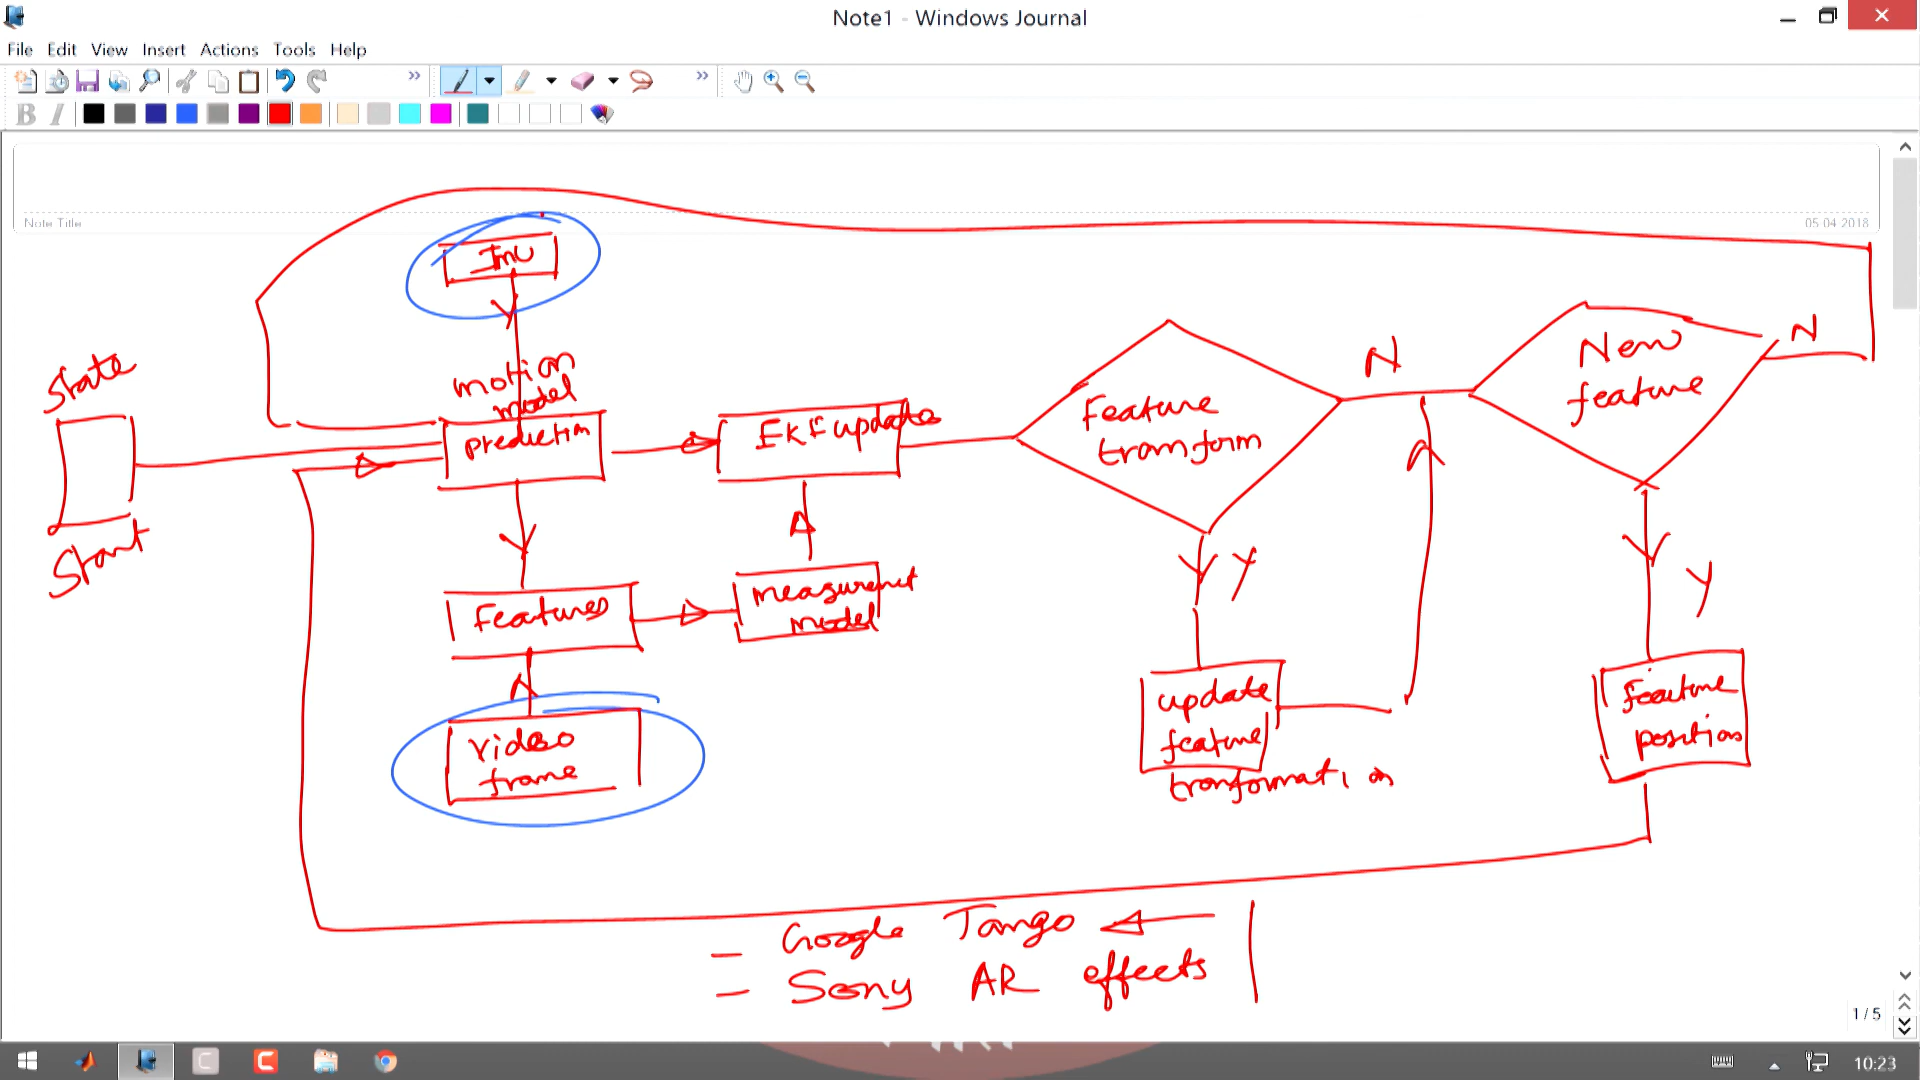 Note1 - Windows Journal
File Edit View Insert Actions Tools Help
B I
Note Title
05-04-2018
Imu
motion
model
prediction
State
Start
EKF update
Feature
transform
N
New
feature
N
Features
measurement
model
Y
Y
video
frame
update
feature
transformation
feature
position
- Google Tango
- Sony AR effects
1 / 5
10:23